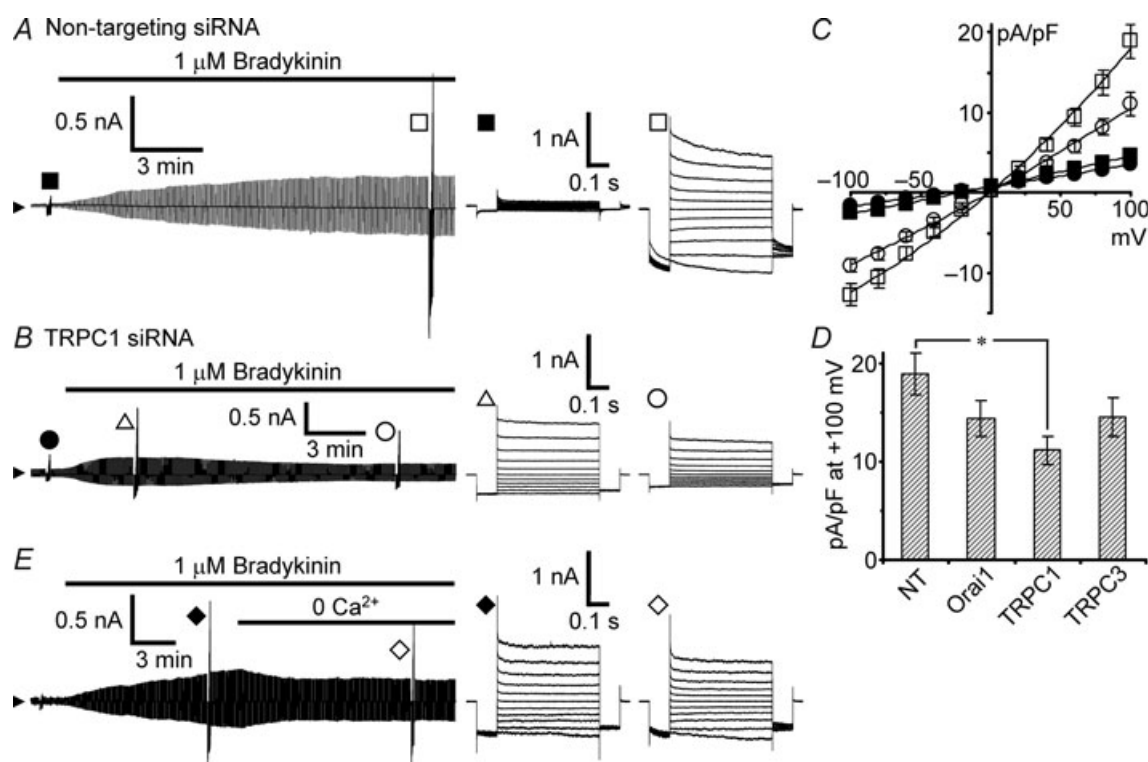 A Non-targeting siRNA
1 μM Bradykinin
0.5 nA
3 min
1 nA
0.1 s
B TRPC1 siRNA
1 μM Bradykinin
0.5 nA
3 min
1 nA
0.1 s
E
1 μM Bradykinin
0 Ca²⁺
0.5 nA
3 min
1 nA
0.1 s
C
pA/pF
20
10
–10
–100
–50
50
100
mV
D
*
pA/pF at +100 mV
20
10
0
NT
Orai1
TRPC1
TRPC3